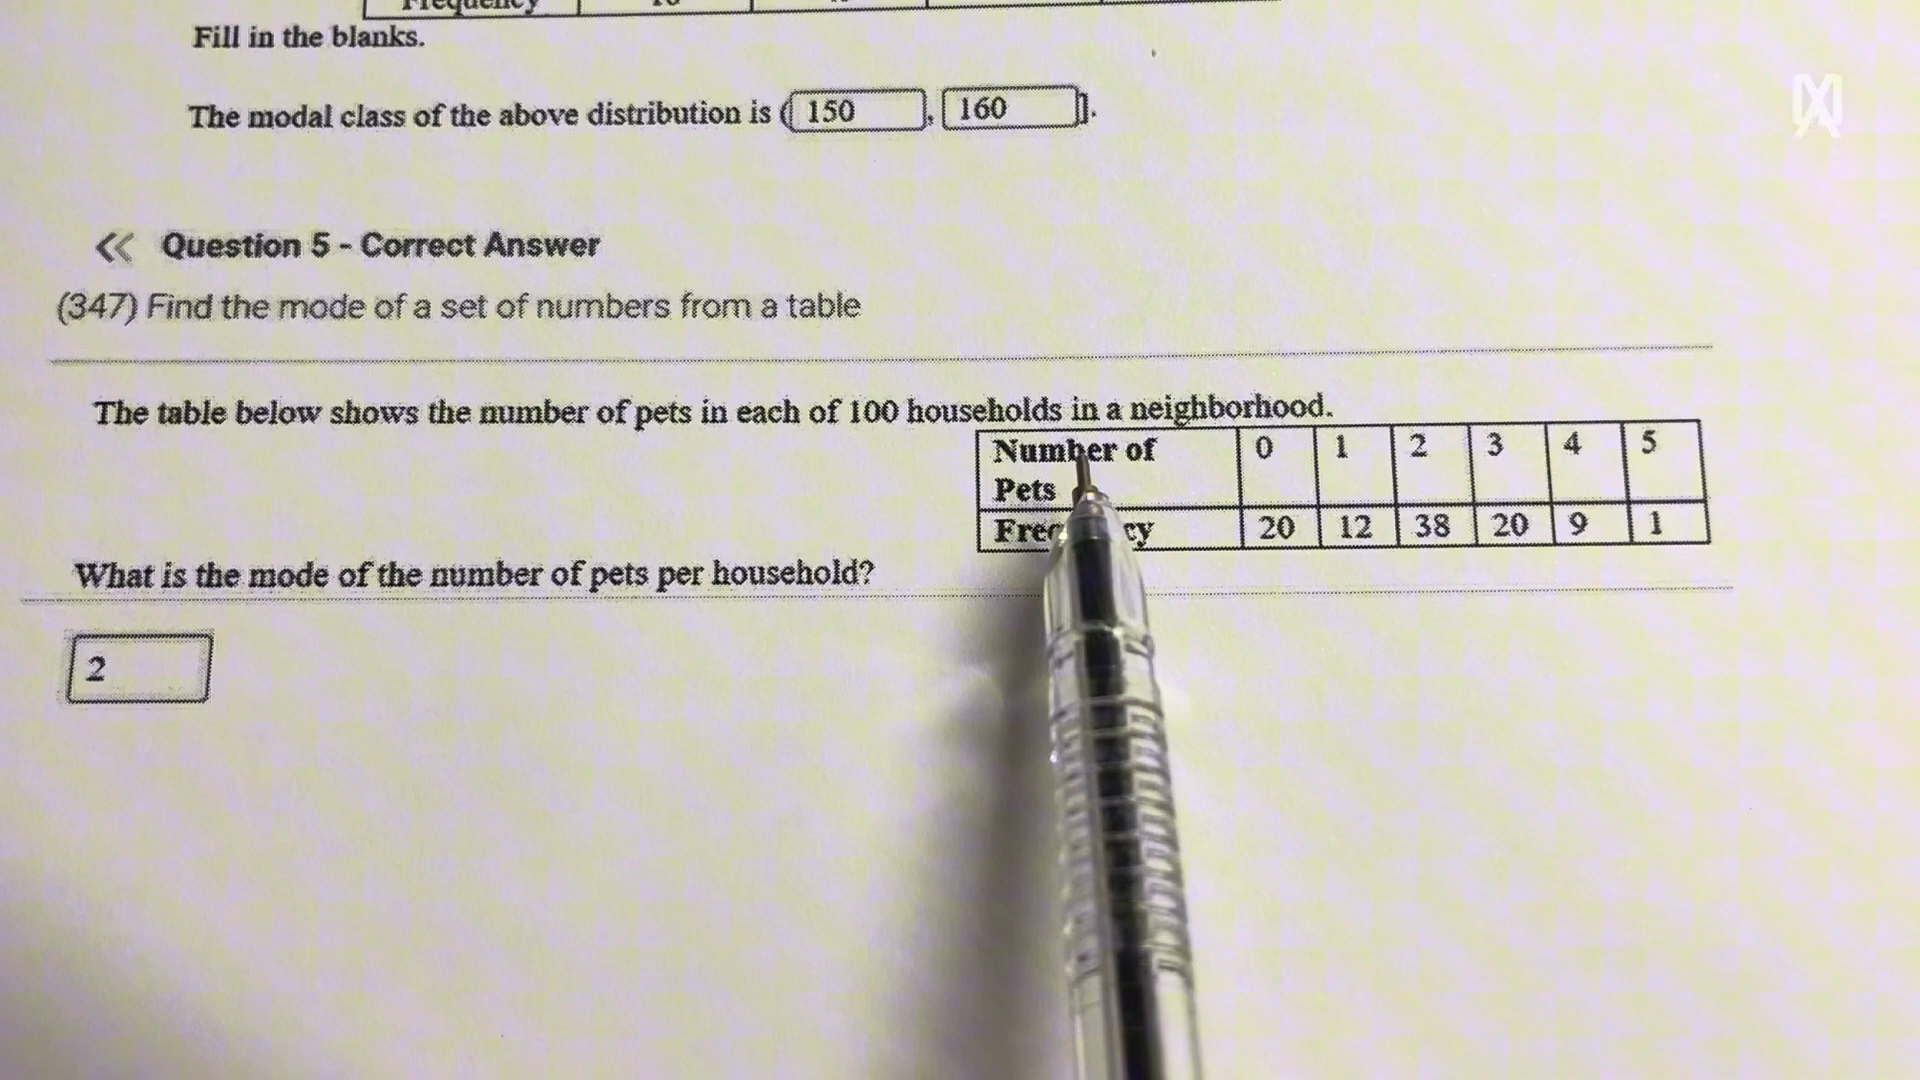 Frequency
Fill in the blanks.
The modal class of the above distribution is ( 150 , 160 ].
Question 5 - Correct Answer
(347) Find the mode of a set of numbers from a table
The table below shows the number of pets in each of 100 households in a neighborhood.
Number of Pets 0 1 2 3 4 5
20 12 38 20 9 1
What is the mode of the number of pets per household?
2